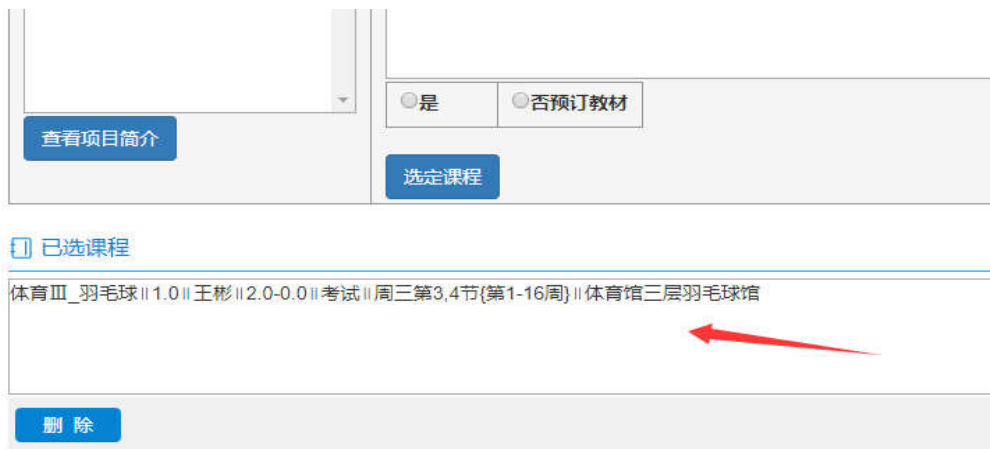 是 否预订教材
查看项目简介
选定课程
已选课程
体育Ⅲ_羽毛球‖1.0‖王彬‖2.0-0.0‖考试‖周三第3,4节{第1-16周}‖体育馆三层羽毛球馆
删 除